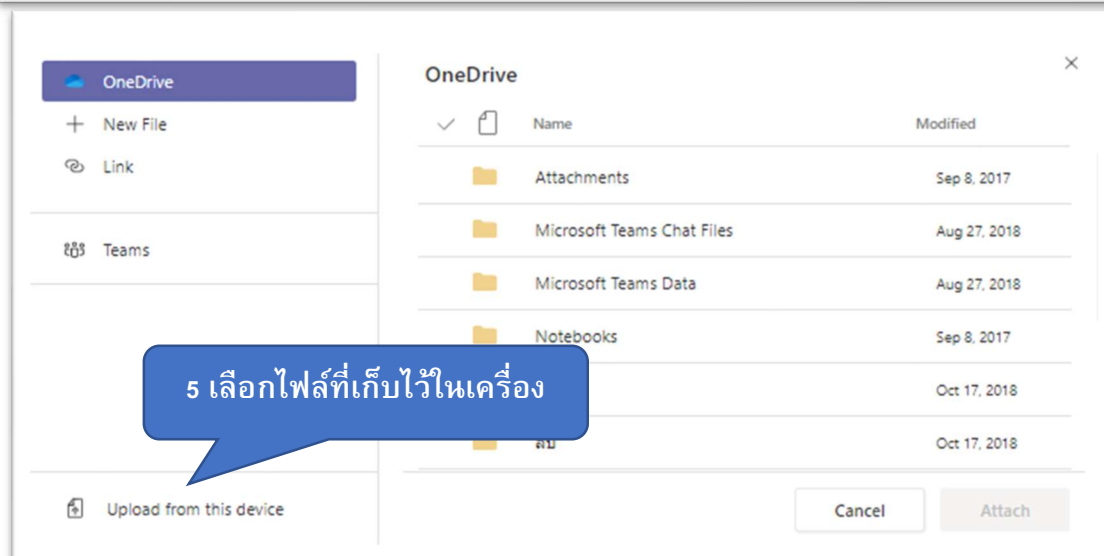 OneDrive
New File
Link
Teams
Upload from this device
5 เลือกไฟล์ที่เก็บไว้ในเครื่อง
OneDrive
Name Modified
Attachments Sep 8, 2017
Microsoft Teams Chat Files Aug 27, 2018
Microsoft Teams Data Aug 27, 2018
Notebooks Sep 8, 2017
Oct 17, 2018
Oct 17, 2018
Cancel Attach